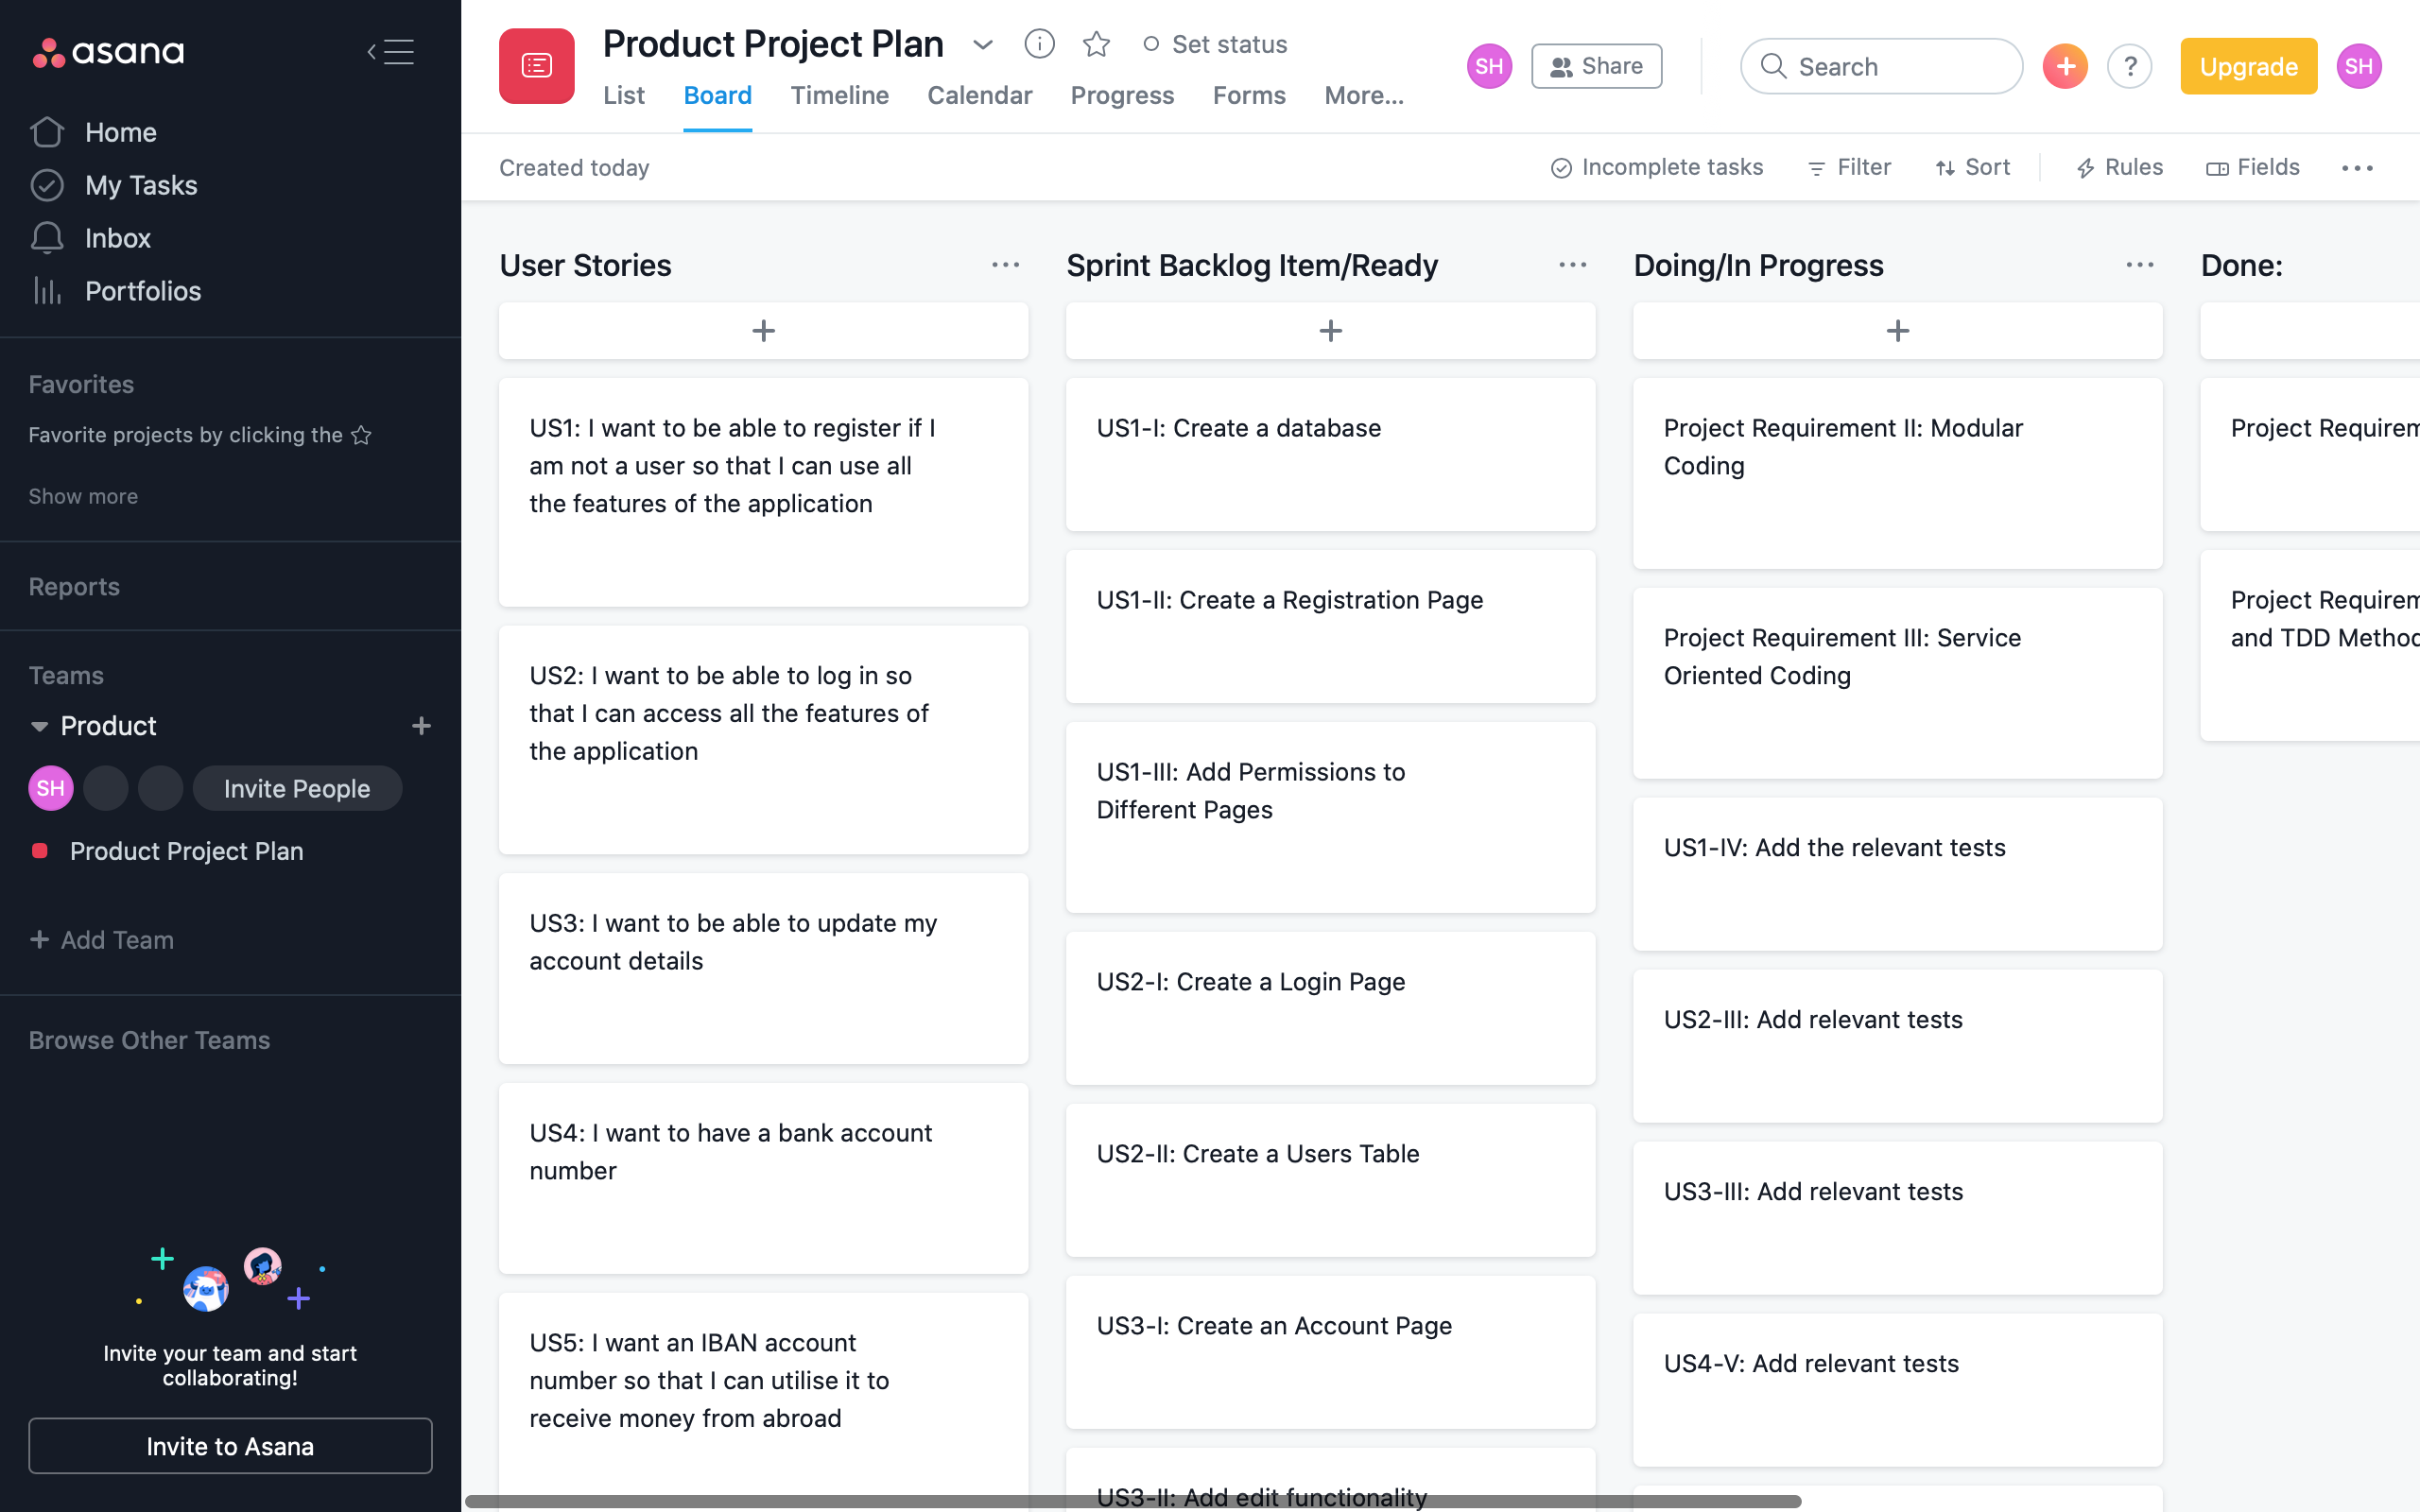 asana
Home
My Tasks
Inbox
Portfolios
Favorites
Favorite projects by clicking the
Show more
Reports
Teams
Product
SH
Invite People
Product Project Plan
Add Team
Browse Other Teams
Invite your team and start
collaborating!
Invite to Asana
Product Project Plan
Set status
List
Board
Timeline
Calendar
Progress
Forms
More...
SH
Share
Search
?
Upgrade
SH
Created today
Incomplete tasks
Filter
Sort
Rules
Fields
User Stories
US1: I want to be able to register if I
am not a user so that I can use all
the features of the application
US2: I want to be able to log in so
that I can access all the features of
the application
US3: I want to be able to update my
account details
US4: I want to have a bank account
number
US5: I want an IBAN account
number so that I can utilise it to
receive money from abroad
Sprint Backlog Item/Ready
US1-I: Create a database
US1-II: Create a Registration Page
US1-III: Add Permissions to
Different Pages
US2-I: Create a Login Page
US2-II: Create a Users Table
US3-I: Create an Account Page
US3-II: Add edit functionality
Doing/In Progress
Project Requirement II: Modular
Coding
Project Requirement III: Service
Oriented Coding
US1-IV: Add the relevant tests
US2-III: Add relevant tests
US3-III: Add relevant tests
US4-V: Add relevant tests
Done:
Project
Project
and TDD